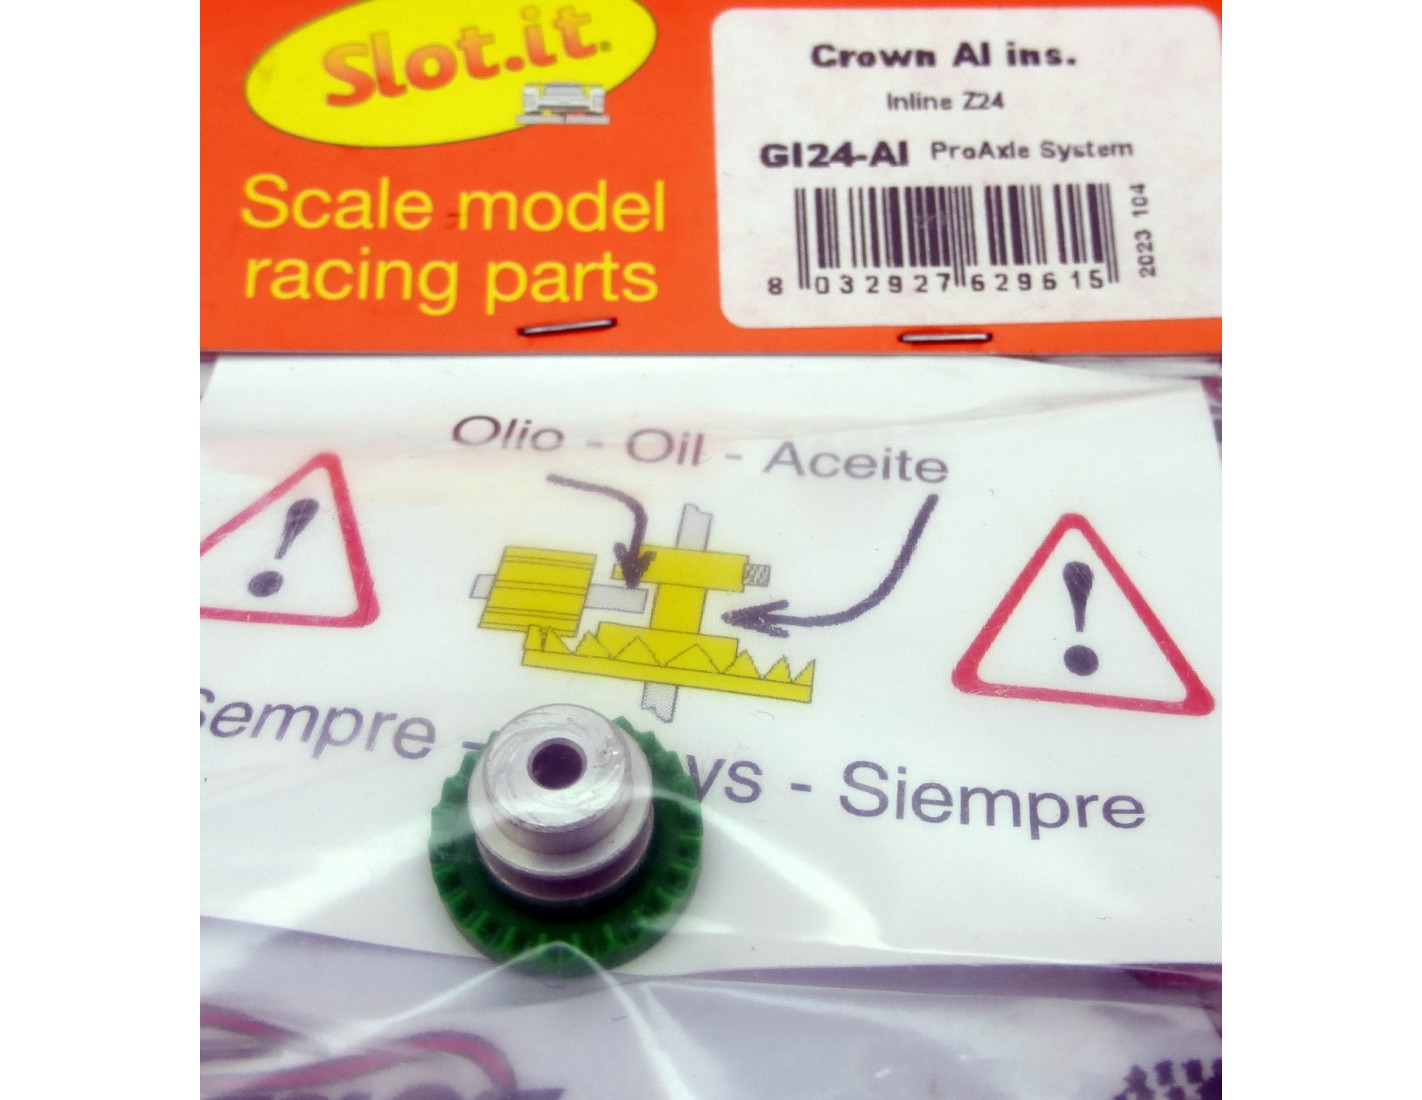 Slot.it®
Scale model
racing parts
Crown Al ins.
Inline Z24
GI24-Al ProAxle System
8 032927 629615
2023 104
Olio - Oil - Aceite
Sempre - ys - Siempre